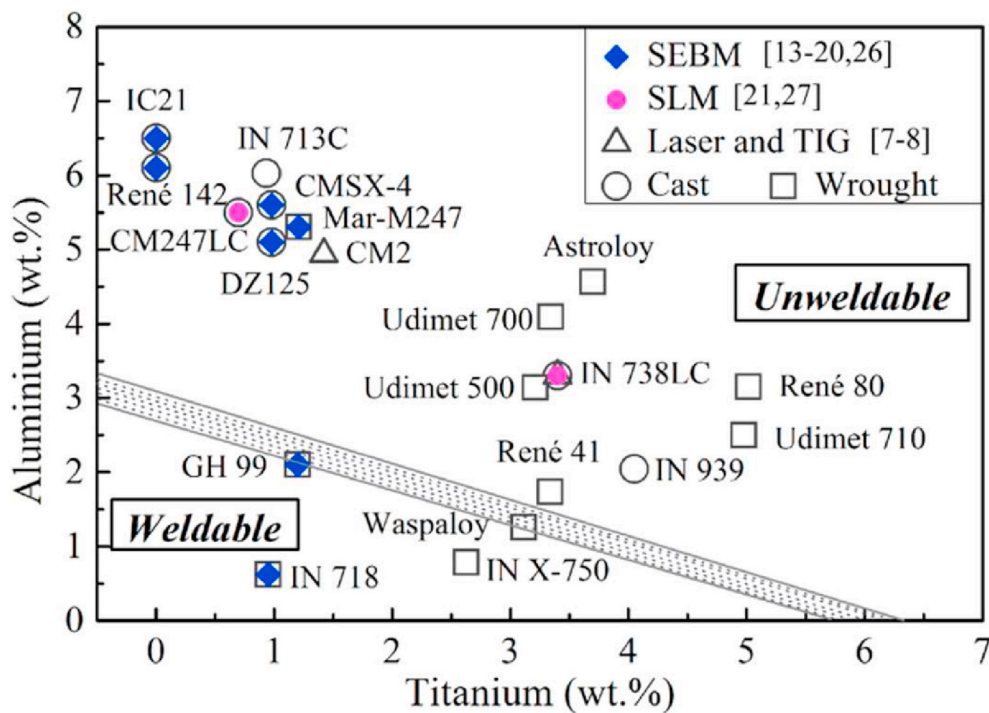 8
7
6
5
4
3
2
1
0
Aluminium (wt.%)
SEBM [13-20,26]
SLM [21,27]
Laser and TIG [7-8]
Cast Wrought
IC21
IN 713C
René 142
CMSX-4
Mar-M247
CM247LC
CM2
DZ125
Astroloy
Unweldable
Udimet 700
Udimet 500
IN 738LC
René 80
René 41
Udimet 710
GH 99
IN 939
Waspaloy
Weldable
IN 718
IN X-750
0 1 2 3 4 5 6 7
Titanium (wt.%)